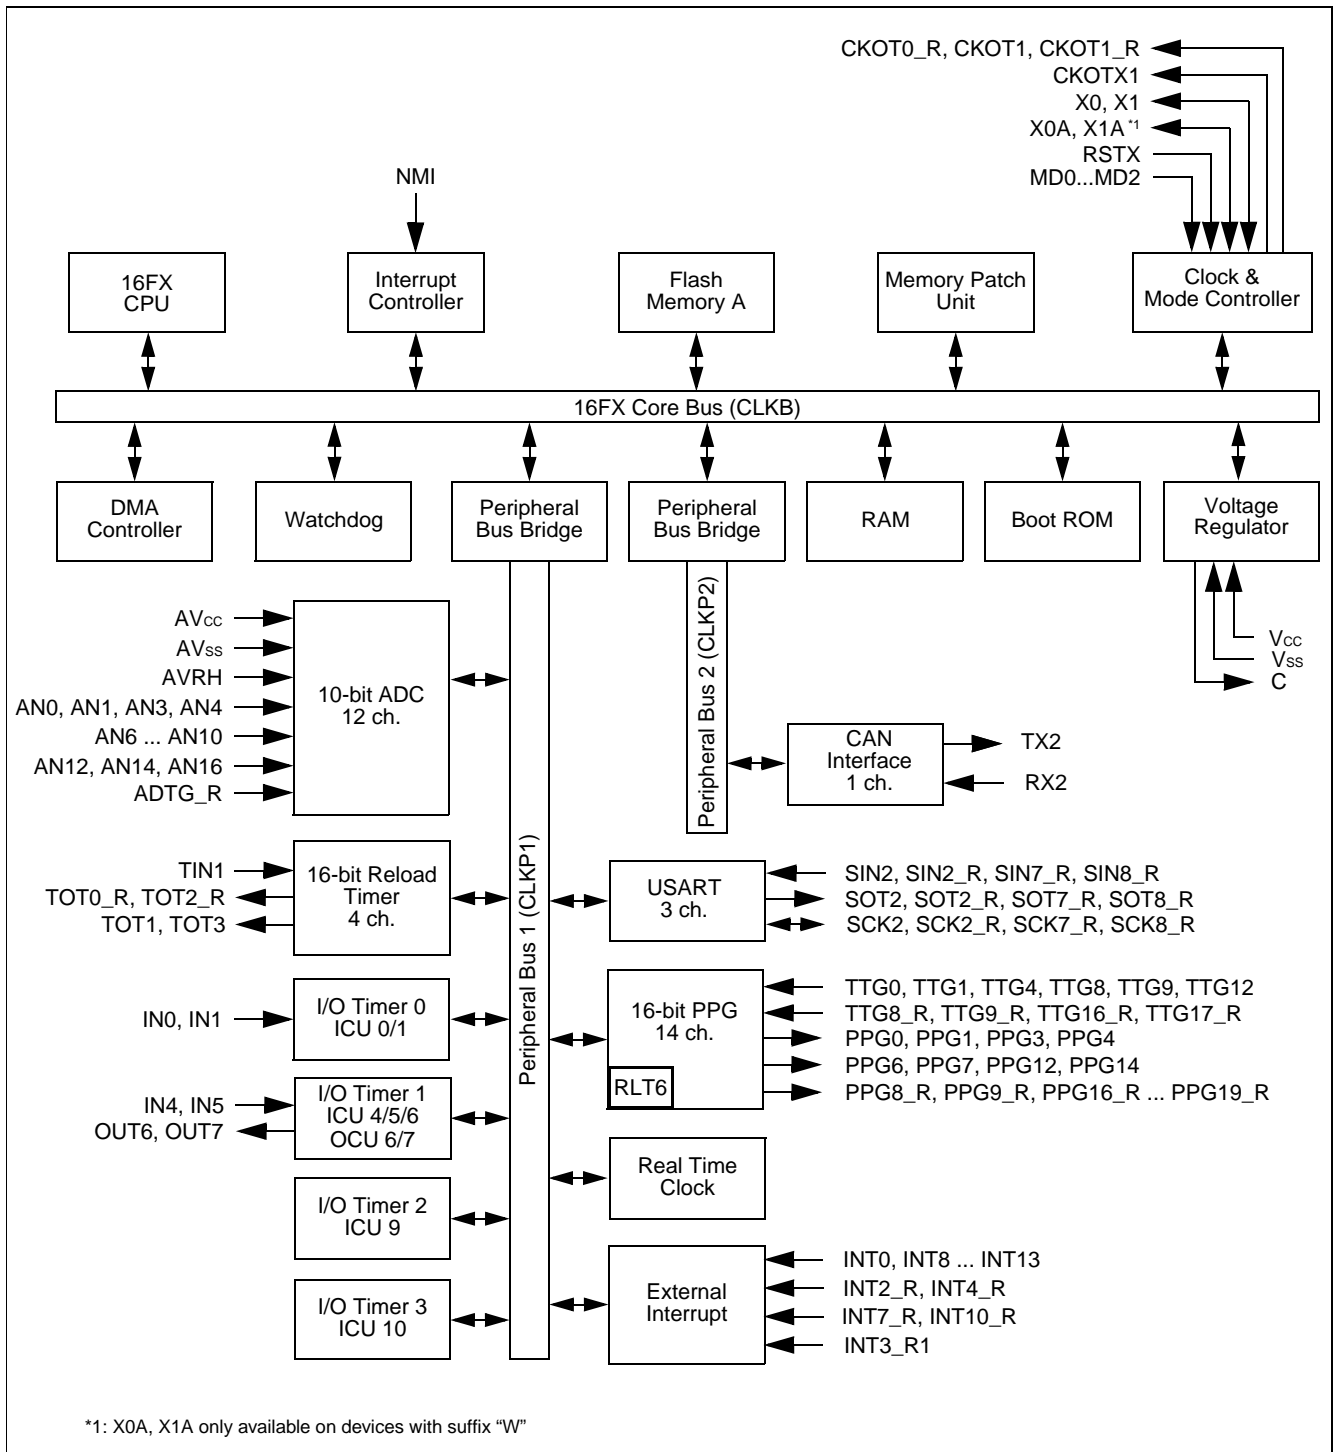 CKOT0_R, CKOT1, CKOT1_R
CKOTX1
X0, X1
X0A, X1A *1
RSTX
MD0...MD2
NMI
16FX
CPU
Interrupt
Controller
Flash
Memory A
Memory Patch
Unit
Clock &
Mode Controller
16FX Core Bus (CLKB)
DMA
Controller
Watchdog
Peripheral
Bus Bridge
Peripheral
Bus Bridge
RAM
Boot ROM
Voltage
Regulator
Vcc
Vss
C
Peripheral Bus 1 (CLKP1)
Peripheral Bus 2 (CLKP2)
AVcc
AVss
AVRH
AN0, AN1, AN3, AN4
AN6 ... AN10
AN12, AN14, AN16
ADTG_R
10-bit ADC
12 ch.
CAN
Interface
1 ch.
TX2
RX2
TIN1
TOT0_R, TOT2_R
TOT1, TOT3
16-bit Reload
Timer
4 ch.
USART
3 ch.
SIN2, SIN2_R, SIN7_R, SIN8_R
SOT2, SOT2_R, SOT7_R, SOT8_R
SCK2, SCK2_R, SCK7_R, SCK8_R
IN0, IN1
I/O Timer 0
ICU 0/1
16-bit PPG
14 ch.
RLT6
TTG0, TTG1, TTG4, TTG8, TTG9, TTG12
TTG8_R, TTG9_R, TTG16_R, TTG17_R
PPG0, PPG1, PPG3, PPG4
PPG6, PPG7, PPG12, PPG14
PPG8_R, PPG9_R, PPG16_R ... PPG19_R
IN4, IN5
OUT6, OUT7
I/O Timer 1
ICU 4/5/6
OCU 6/7
Real Time
Clock
I/O Timer 2
ICU 9
External
Interrupt
INT0, INT8 ... INT13
INT2_R, INT4_R
INT7_R, INT10_R
INT3_R1
I/O Timer 3
ICU 10
*1: X0A, X1A only available on devices with suffix “W”